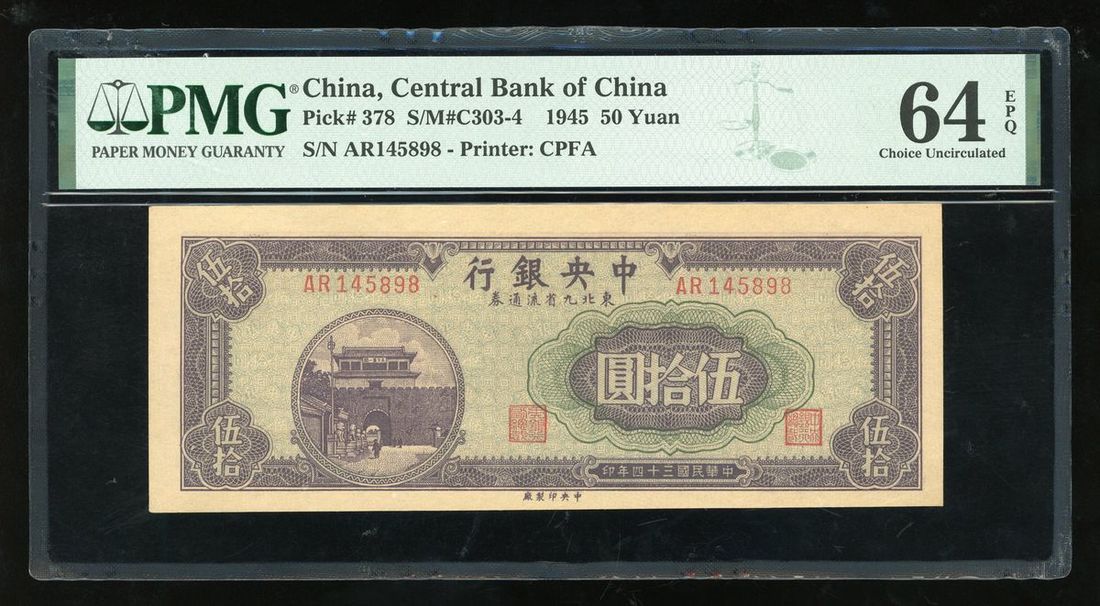 PMG®
PAPER MONEY GUARANTY
China, Central Bank of China
Pick# 378 S/M#C303-4 1945 50 Yuan
S/N AR145898 - Printer: CPFA
64 EPQ
Choice Uncirculated
行銀央中
券通流省九北東
AR145898
AR145898
伍拾
伍拾
圓拾伍
伍拾
伍拾
印年四十三國民華中
廠製印央中